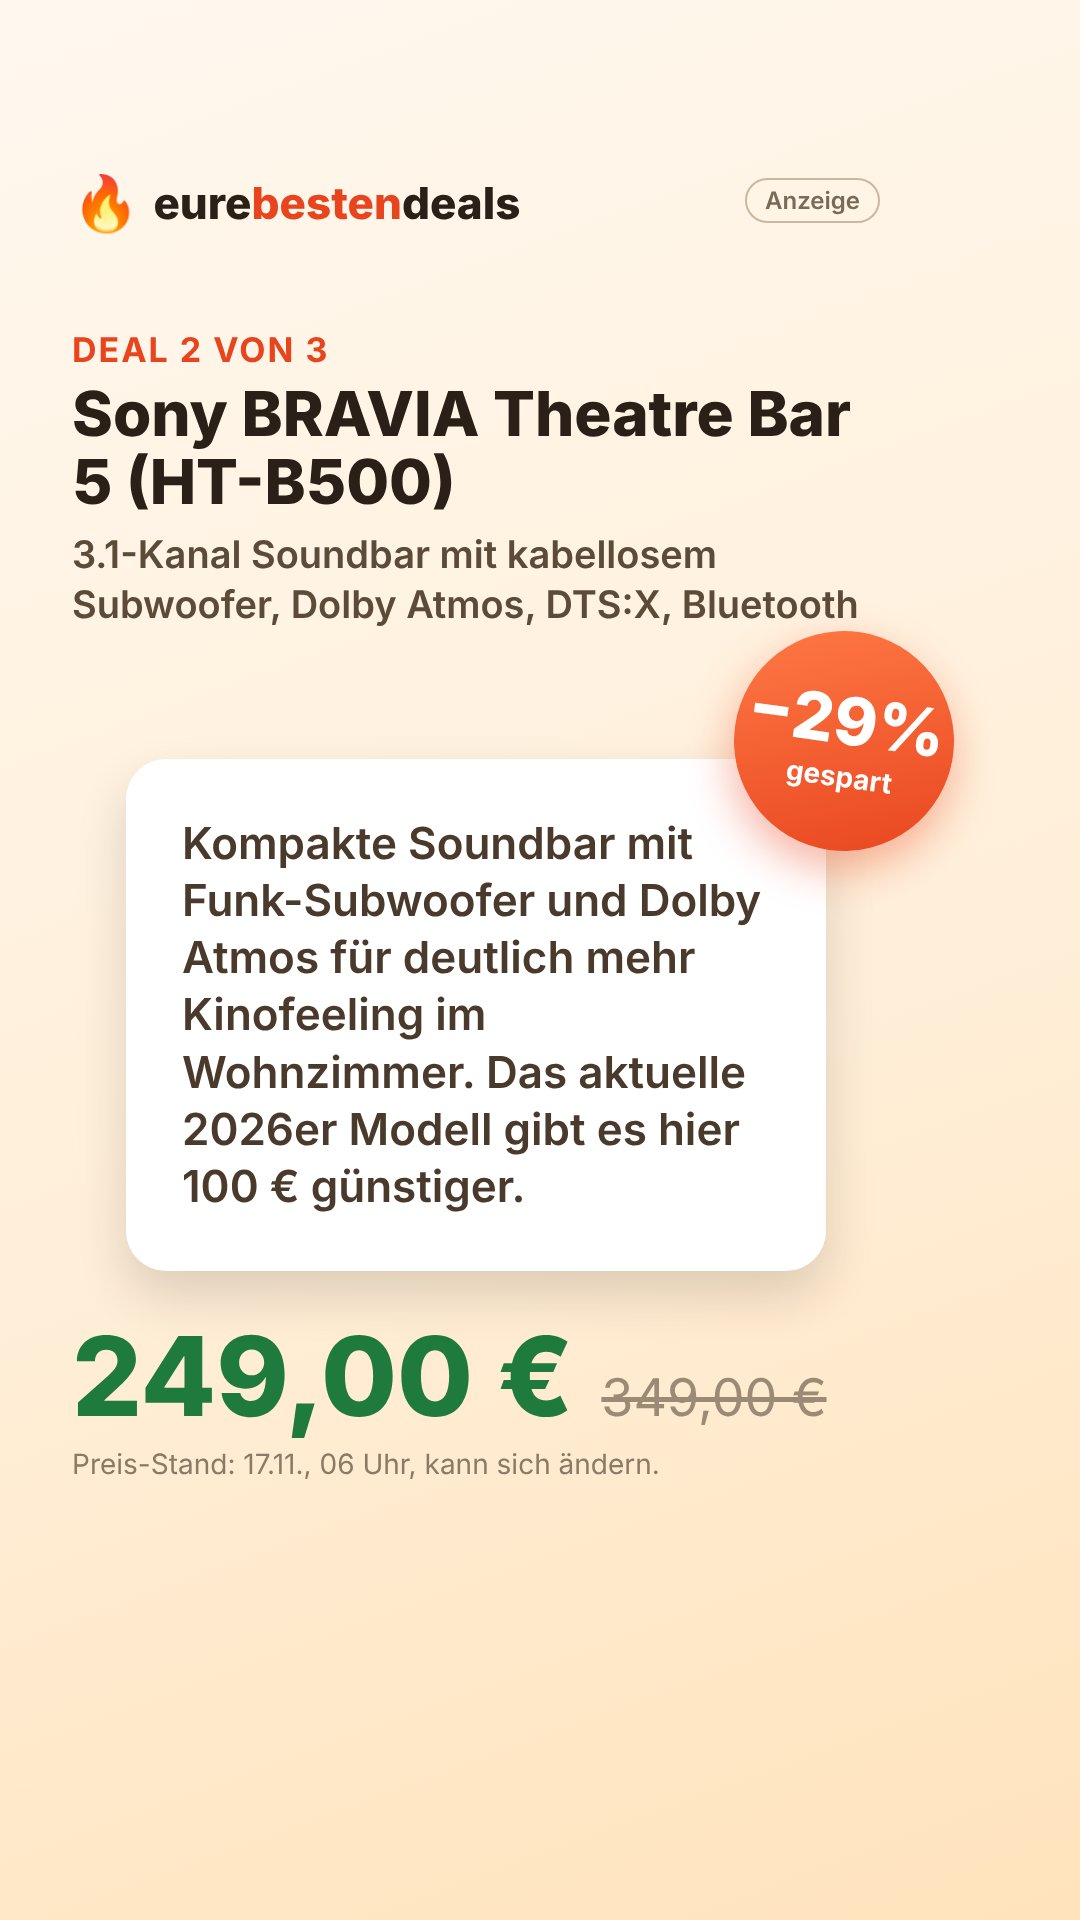 eurebestendeals
Anzeige
DEAL 2 VON 3
Sony BRAVIA Theatre Bar
5 (HT-B500)
3.1-Kanal Soundbar mit kabellosem
Subwoofer, Dolby Atmos, DTS:X, Bluetooth
−29%
gespart
Kompakte Soundbar mit
Funk-Subwoofer und Dolby
Atmos für deutlich mehr
Kinofeeling im
Wohnzimmer. Das aktuelle
2026er Modell gibt es hier
100 € günstiger.
249,00 € 349,00 €
Preis-Stand: 17.11., 06 Uhr, kann sich ändern.